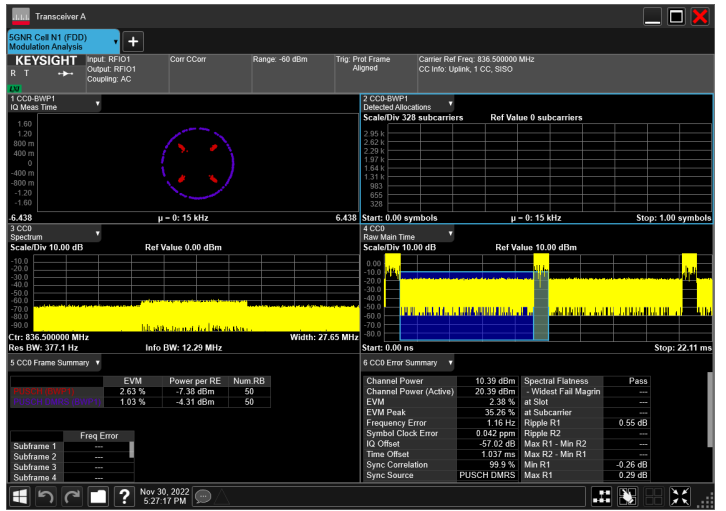 Transceiver A
5GNR Cell N1 (FDD)
Modulation Analysis
KEYSIGHT
R T
LXI
Input: RFIO1
Output: RFIO1
Coupling: AC
Corr CCorr
Range: -60 dBm
Trig: Prot Frame
Aligned
Carrier Ref Freq: 836.500000 MHz
CC Info: Uplink, 1 CC, SISO
1 CC0-BWP1
IQ Meas Time
1.60
1.20
800 m
400 m
0
-400 m
-800 m
-1.20
-1.60
-6.438
µ – 0: 15 kHz
6.438
2 CC0-BWP1
Detected Allocations
Scale/Div 328 subcarriers
Ref Value 0 subcarriers
2.95 k
2.62 k
2.29 k
1.97 k
1.64 k
1.31 k
983
655
328
Start: 0.00 symbols
µ – 0: 15 kHz
Stop: 1.00 symbols
3 CC0
Spectrum
Scale/Div 10.00 dB
Ref Value 0.00 dBm
-10.0
-20.0
-30.0
-40.0
-50.0
-60.0
-70.0
-80.0
-90.0
Ctr: 836.500000 MHz
Width: 27.65 MHz
Res BW: 377.1 Hz
Info BW: 12.29 MHz
4 CC0
Raw Main Time
Scale/Div 10.00 dB
Ref Value 10.00 dBm
0.00
-10.0
-20.0
-30.0
-40.0
-50.0
-60.0
-70.0
-80.0
Start: 0.00 ns
Stop: 22.11 ms
5 CC0 Frame Summary
EVM Power per RE Num.RB
2.63 % -7.38 dBm 50
1.03 % -4.31 dBm 50
Freq Error
Subframe 1 ---
Subframe 2 ---
Subframe 3 ---
Subframe 4 ---
6 CC0 Error Summary
Channel Power 10.39 dBm Spectral Flatness Pass
Channel Power (Active) 20.39 dBm - Widest Fail Magrin ---
EVM 2.38 % at Slot ---
EVM Peak 35.26 % at Subcarrier ---
Frequency Error 1.16 Hz Ripple R1 0.55 dB
Symbol Clock Error 0.042 ppm Ripple R2 ---
IQ Offset -57.02 dB Max R1 - Min R2 ---
Time Offset 1.037 ms Max R2 - Min R1 ---
Sync Correlation 99.9 % Min R1 -0.26 dB
Sync Source PUSCH DMRS Max R1 0.29 dB
Nov 30, 2022
5:27:17 PM